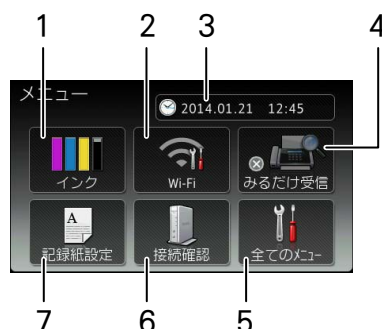 1 2 3 4
メニュー
2014.01.21 12:45
インク Wi-Fi みるだけ受信
A
記録紙設定 接続確認 全てのメニュー
7 6 5